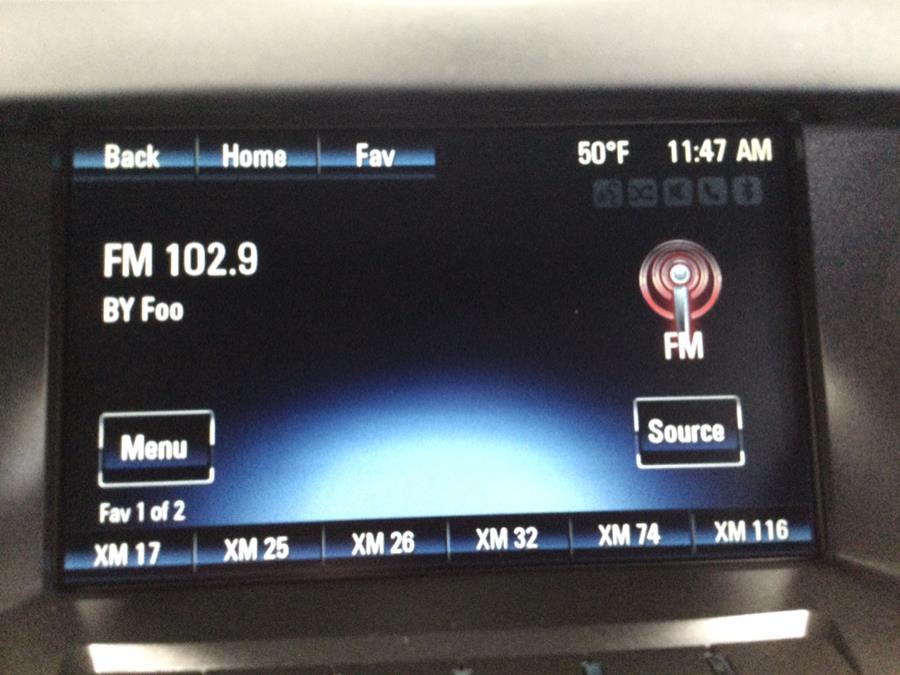 Back Home Fav 50°F 11:47 AM
FM 102.9
BY Foo
FM
Menu
Source
Fav 1 of 2
XM 17 XM 25 XM 26 XM 32 XM 74 XM 116